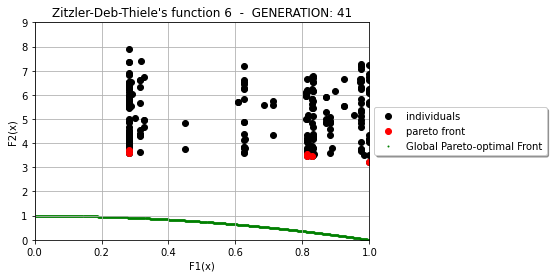 Zitzler-Deb-Thiele's function 6 - GENERATION: 41
9
8
7
6
5
4
3
2
1
0
F2(x)
0.0 0.2 0.4 0.6 0.8 1.0
F1(x)
individuals
pareto front
Global Pareto-optimal Front